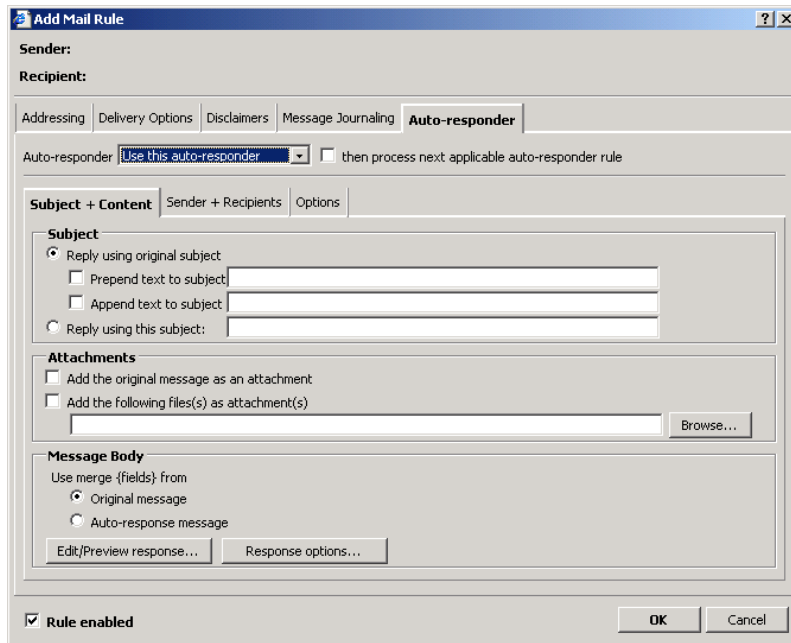 Add Mail Rule
Sender:
Recipient:
Addressing Delivery Options Disclaimers Message Journaling Auto-responder
Auto-responder Use this auto-responder then process next applicable auto-responder rule
Subject + Content Sender + Recipients Options
Subject
Reply using original subject
Prepend text to subject
Append text to subject
Reply using this subject:
Attachments
Add the original message as an attachment
Add the following files(s) as attachment(s)
Browse...
Message Body
Use merge {fields} from
Original message
Auto-response message
Edit/Preview response... Response options...
Rule enabled OK Cancel